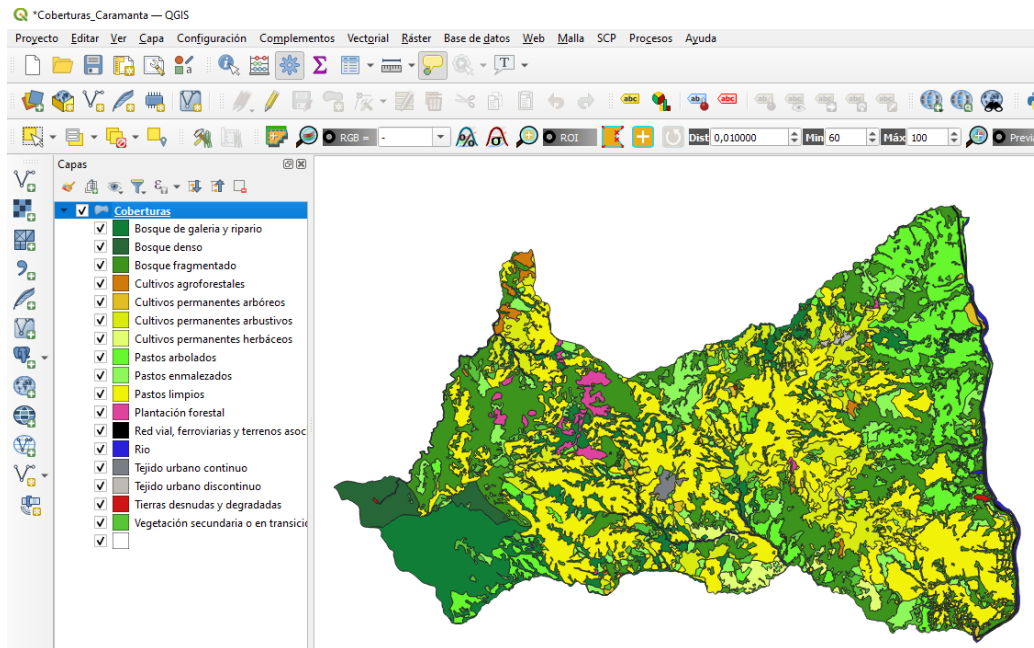 *Coberturas_Caramanta — QGIS
Proyecto Editar Ver Capa Configuración Complementos Vectorial Ráster Base de datos Web Malla SCP Procesos Ayuda
RGB = - ROI Dist 0,010000 Min 60 Máx 100 Previa
Capas
Coberturas
Bosque de galeria y ripario
Bosque denso
Bosque fragmentado
Cultivos agroforestales
Cultivos permanentes arbóreos
Cultivos permanentes arbustivos
Cultivos permanentes herbáceos
Pastos arbolados
Pastos enmalezados
Pastos limpios
Plantación forestal
Red vial, ferroviarias y terrenos asoc
Rio
Tejido urbano continuo
Tejido urbano discontinuo
Tierras desnudas y degradadas
Vegetación secundaria o en transició